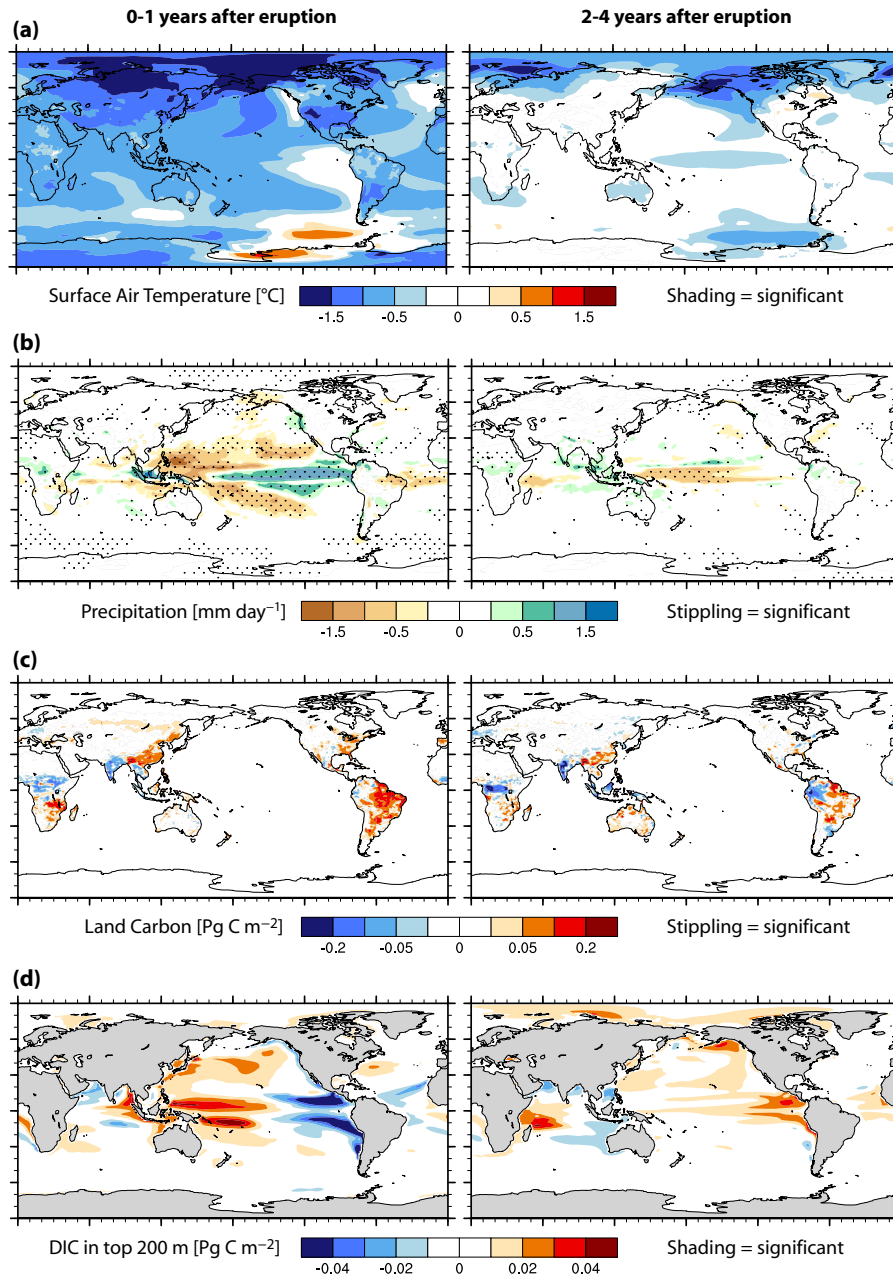 0-1 years after eruption 2-4 years after eruption
(a)
Surface Air Temperature [°C] -1.5 -0.5 0 0.5 1.5 Shading = significant
(b)
Precipitation [mm day⁻¹] -1.5 -0.5 0 0.5 1.5 Stippling = significant
(c)
Land Carbon [Pg C m⁻²] -0.2 -0.05 0 0.05 0.2 Stippling = significant
(d)
DIC in top 200 m [Pg C m⁻²] -0.04 -0.02 0 0.02 0.04 Shading = significant